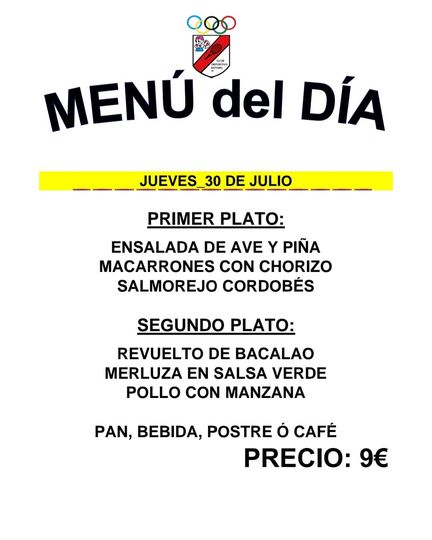 MENÚ del DÍA
JUEVES_30 DE JULIO
PRIMER PLATO:
ENSALADA DE AVE Y PIÑA
MACARRONES CON CHORIZO
SALMOREJO CORDOBÉS
SEGUNDO PLATO:
REVUELTO DE BACALAO
MERLUZA EN SALSA VERDE
POLLO CON MANZANA
PAN, BEBIDA, POSTRE Ó CAFÉ
PRECIO: 9€